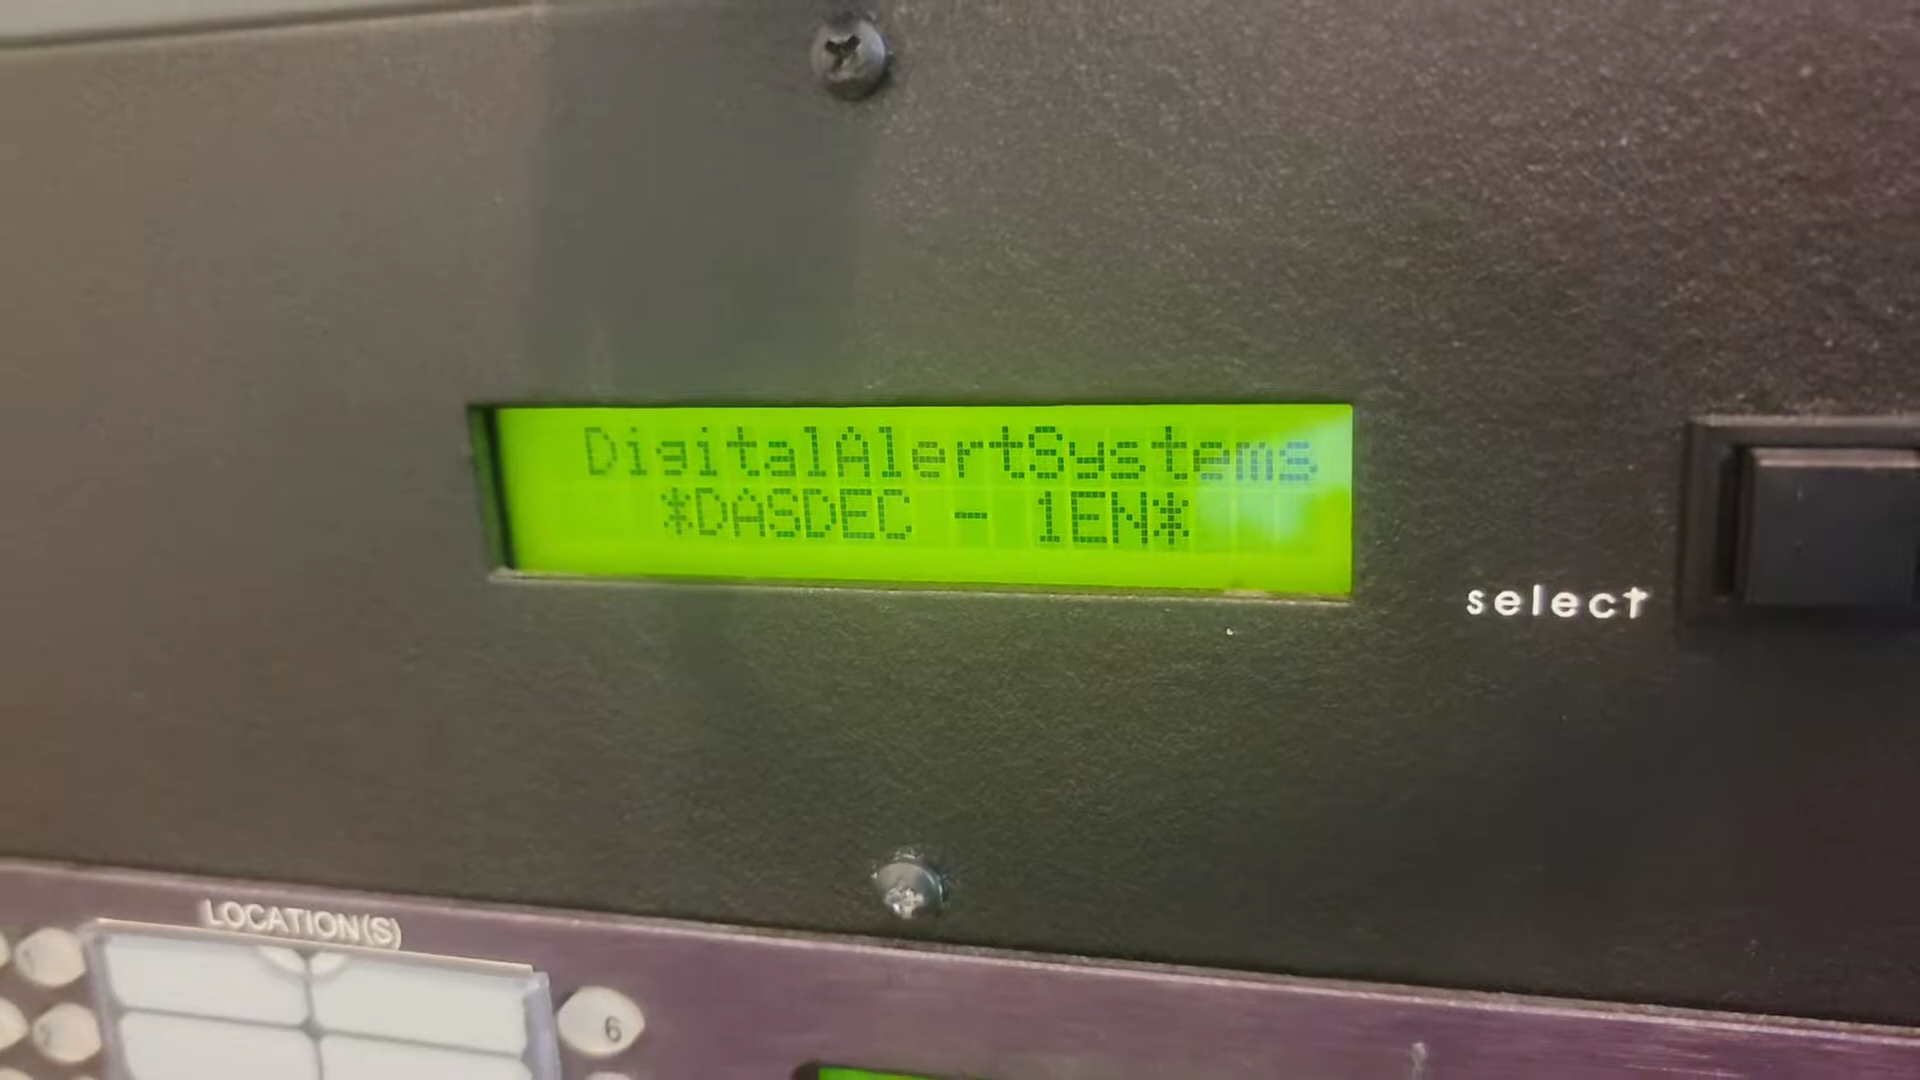 DigitalAlertSystems
*DASDEC - 1EN*
select
LOCATION(S)
6